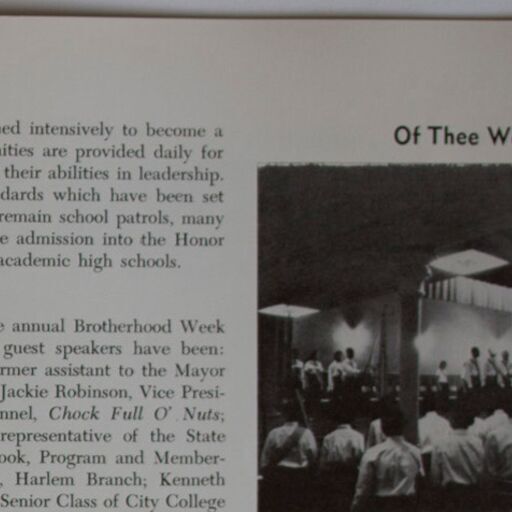 ned intensively to become a
nities are provided daily for
their abilities in leadership.
dards which have been set
remain school patrols, many
e admission into the Honor
academic high schools.
e annual Brotherhood Week
guest speakers have been:
rmer assistant to the Mayor
Jackie Robinson, Vice Presi-
nnel, Chock Full O' Nuts;
representative of the State
ook, Program and Member-
, Harlem Branch; Kenneth
Senior Class of City College
Of Thee W